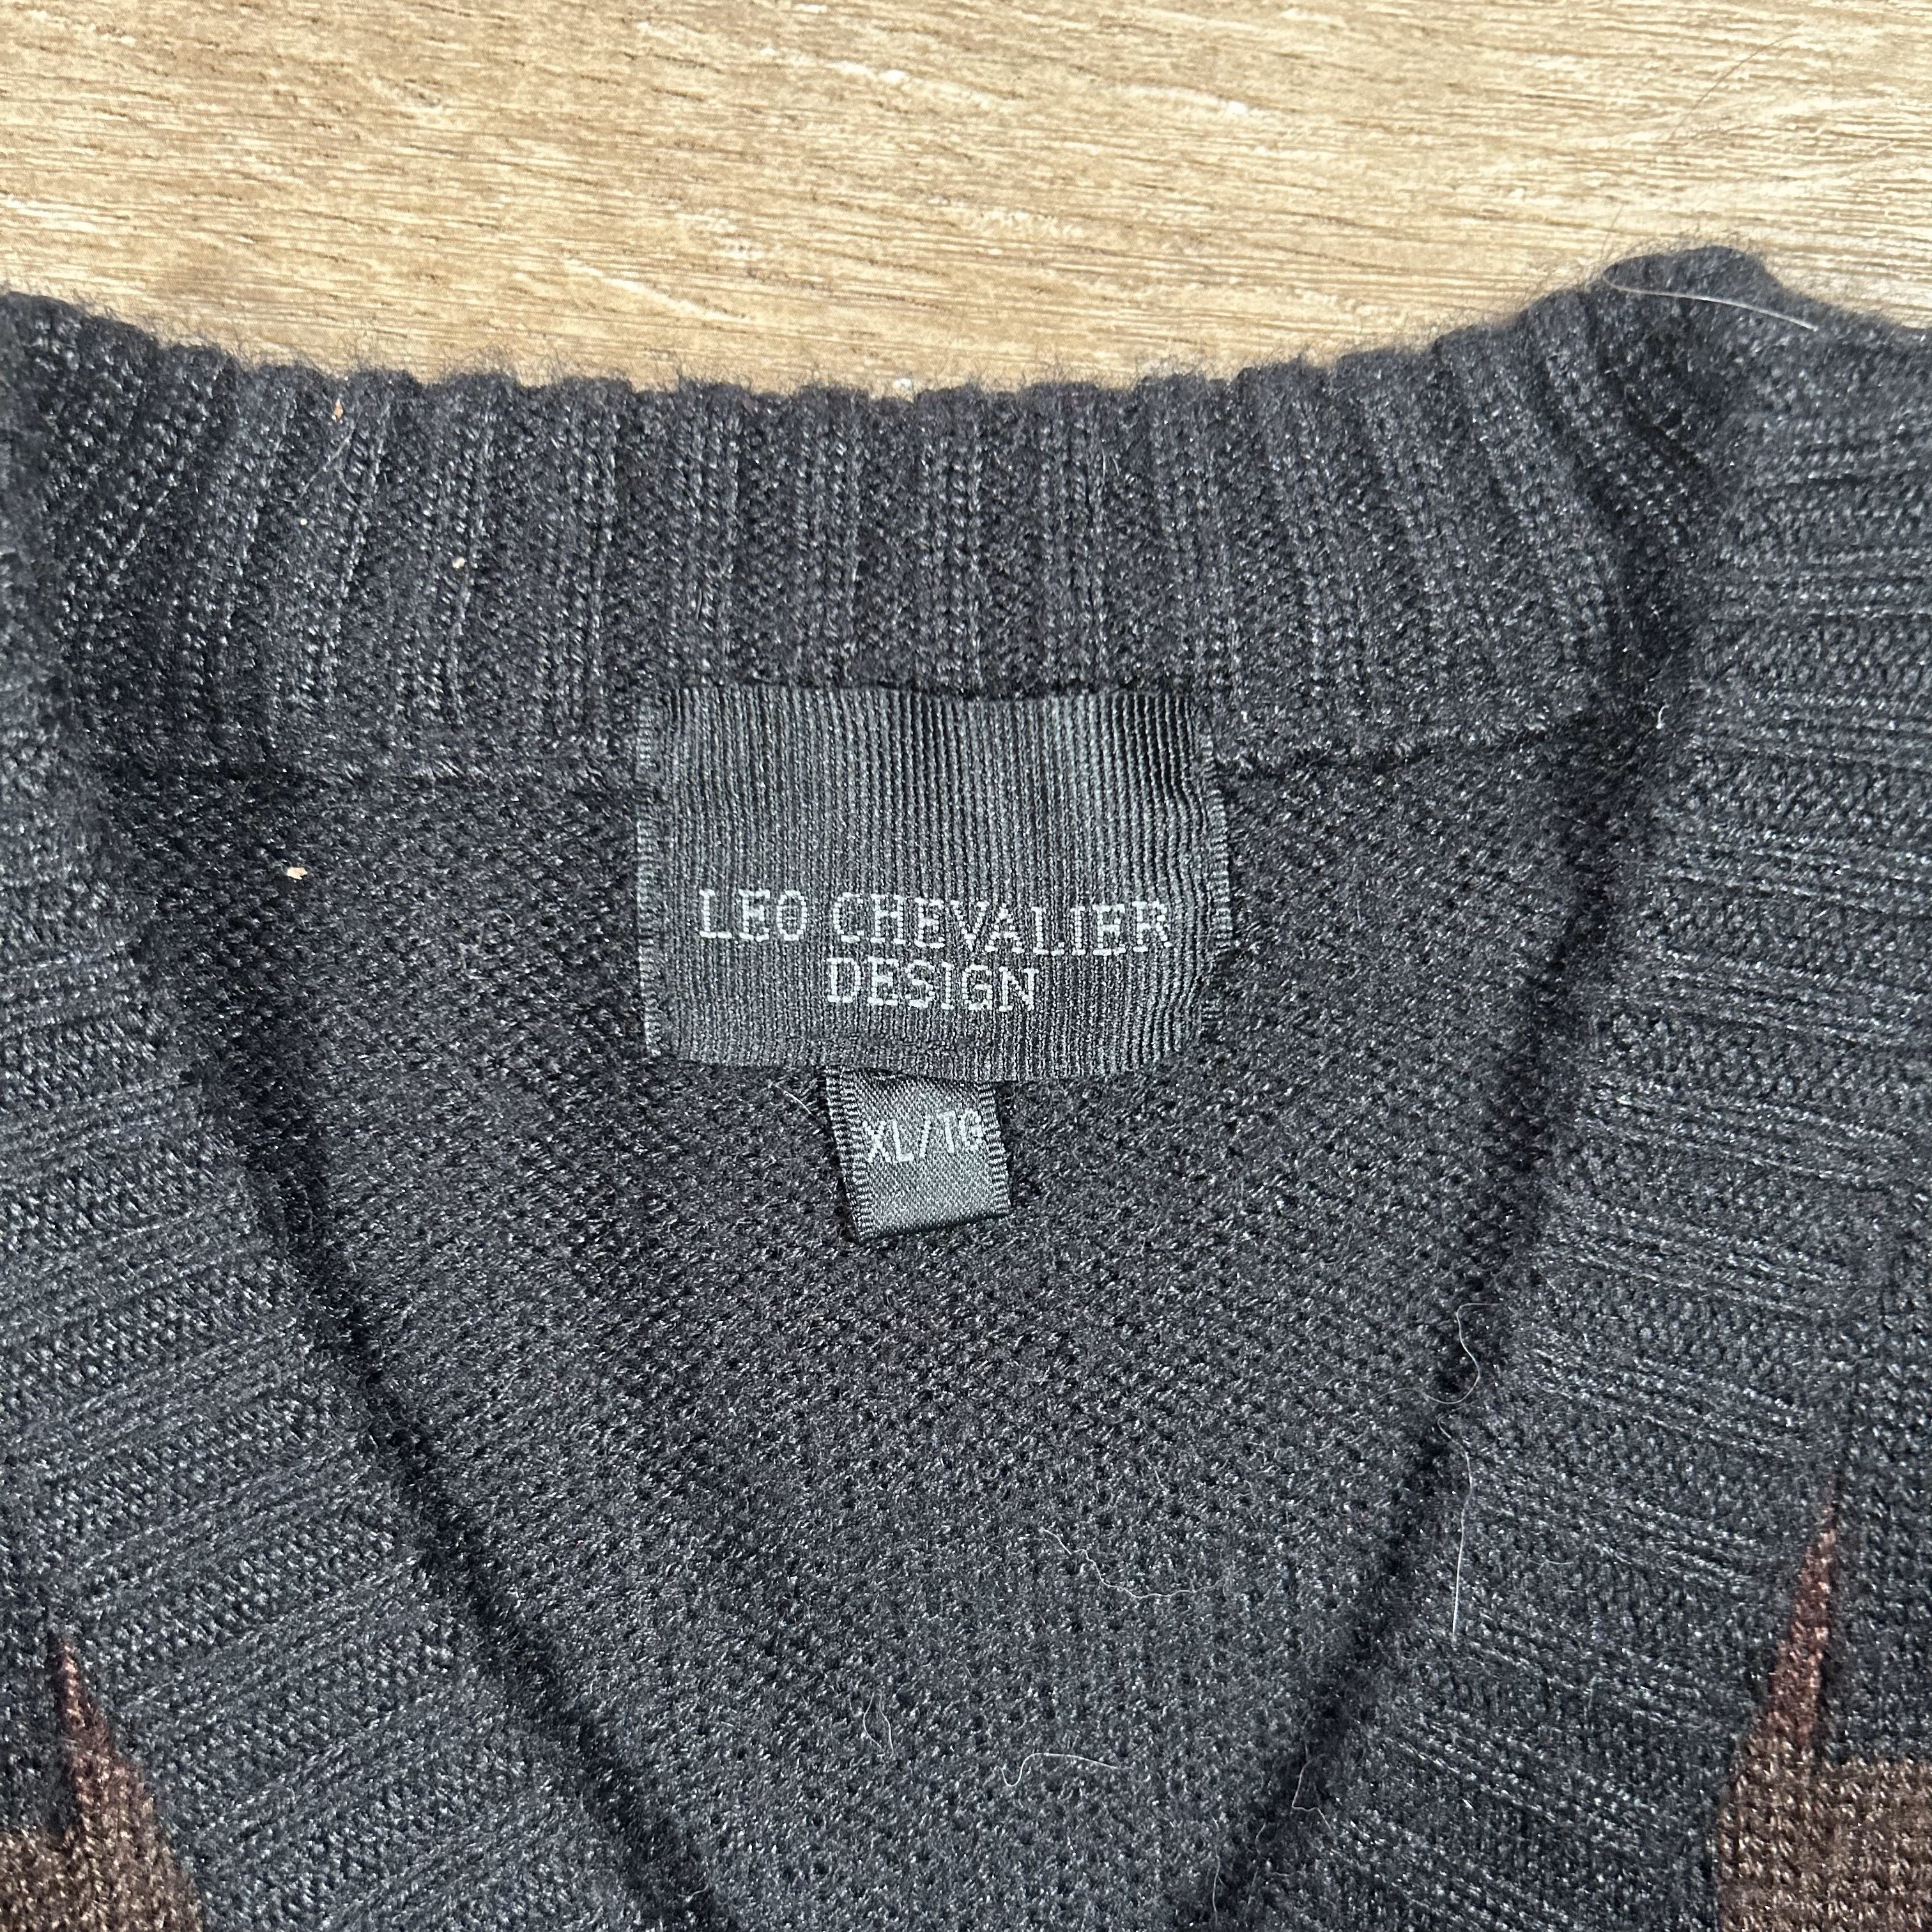 LEO CHEVALIER
DESIGN
XL/TG